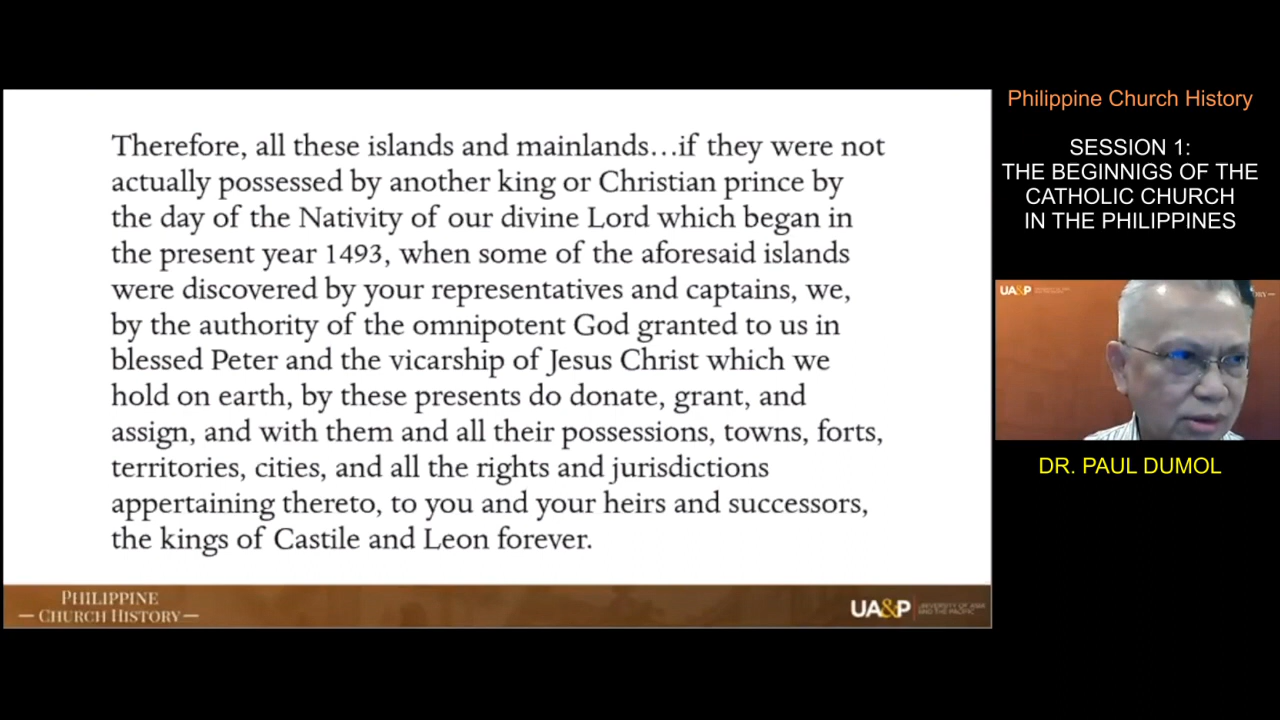 Therefore, all these islands and mainlands…if they were not
actually possessed by another king or Christian prince by
the day of the Nativity of our divine Lord which began in
the present year 1493, when some of the aforesaid islands
were discovered by your representatives and captains, we,
by the authority of the omnipotent God granted to us in
blessed Peter and the vicarship of Jesus Christ which we
hold on earth, by these presents do donate, grant, and
assign, and with them and all their possessions, towns, forts,
territories, cities, and all the rights and jurisdictions
appertaining thereto, to you and your heirs and successors,
the kings of Castile and Leon forever.
PHILIPPINE
— CHURCH HISTORY —
UA&P
UNIVERSITY OF ASIA
AND THE PACIFIC
Philippine Church History
SESSION 1:
THE BEGINNIGS OF THE
CATHOLIC CHURCH
IN THE PHILIPPINES
UA&P
DR. PAUL DUMOL